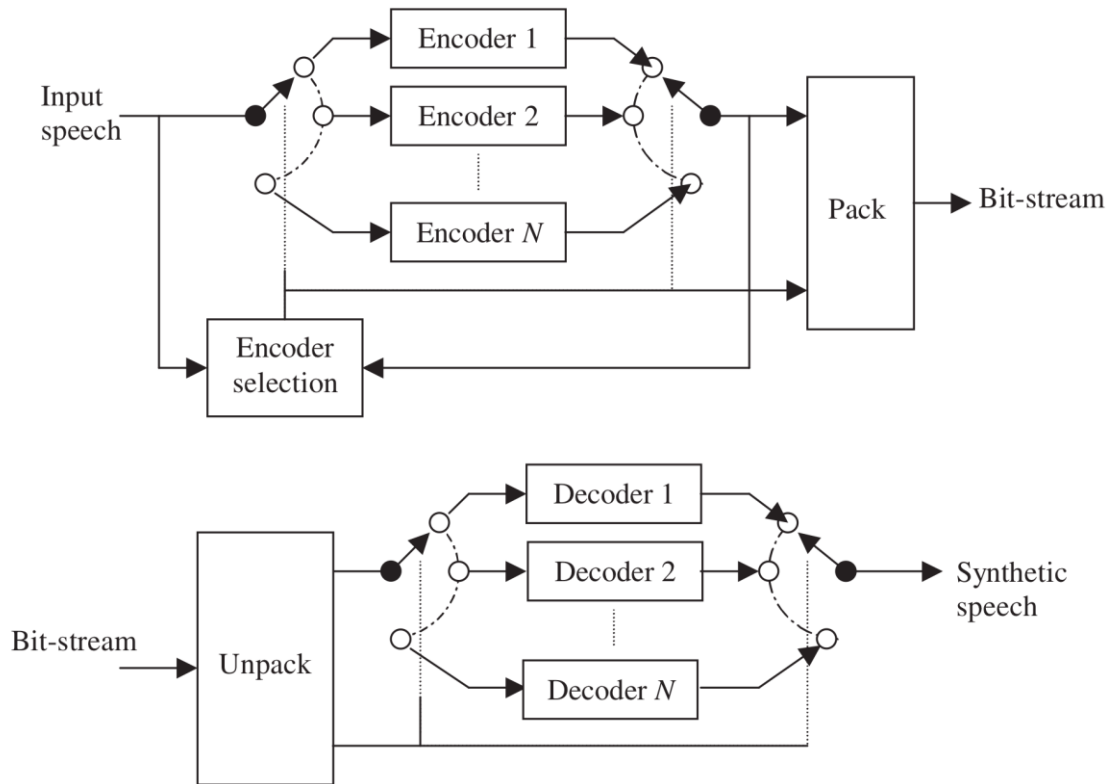 Encoder 1
Input
speech
Encoder 2
Encoder N
Pack
Bit-stream
Encoder
selection
Decoder 1
Decoder 2
Synthetic
speech
Bit-stream
Unpack
Decoder N